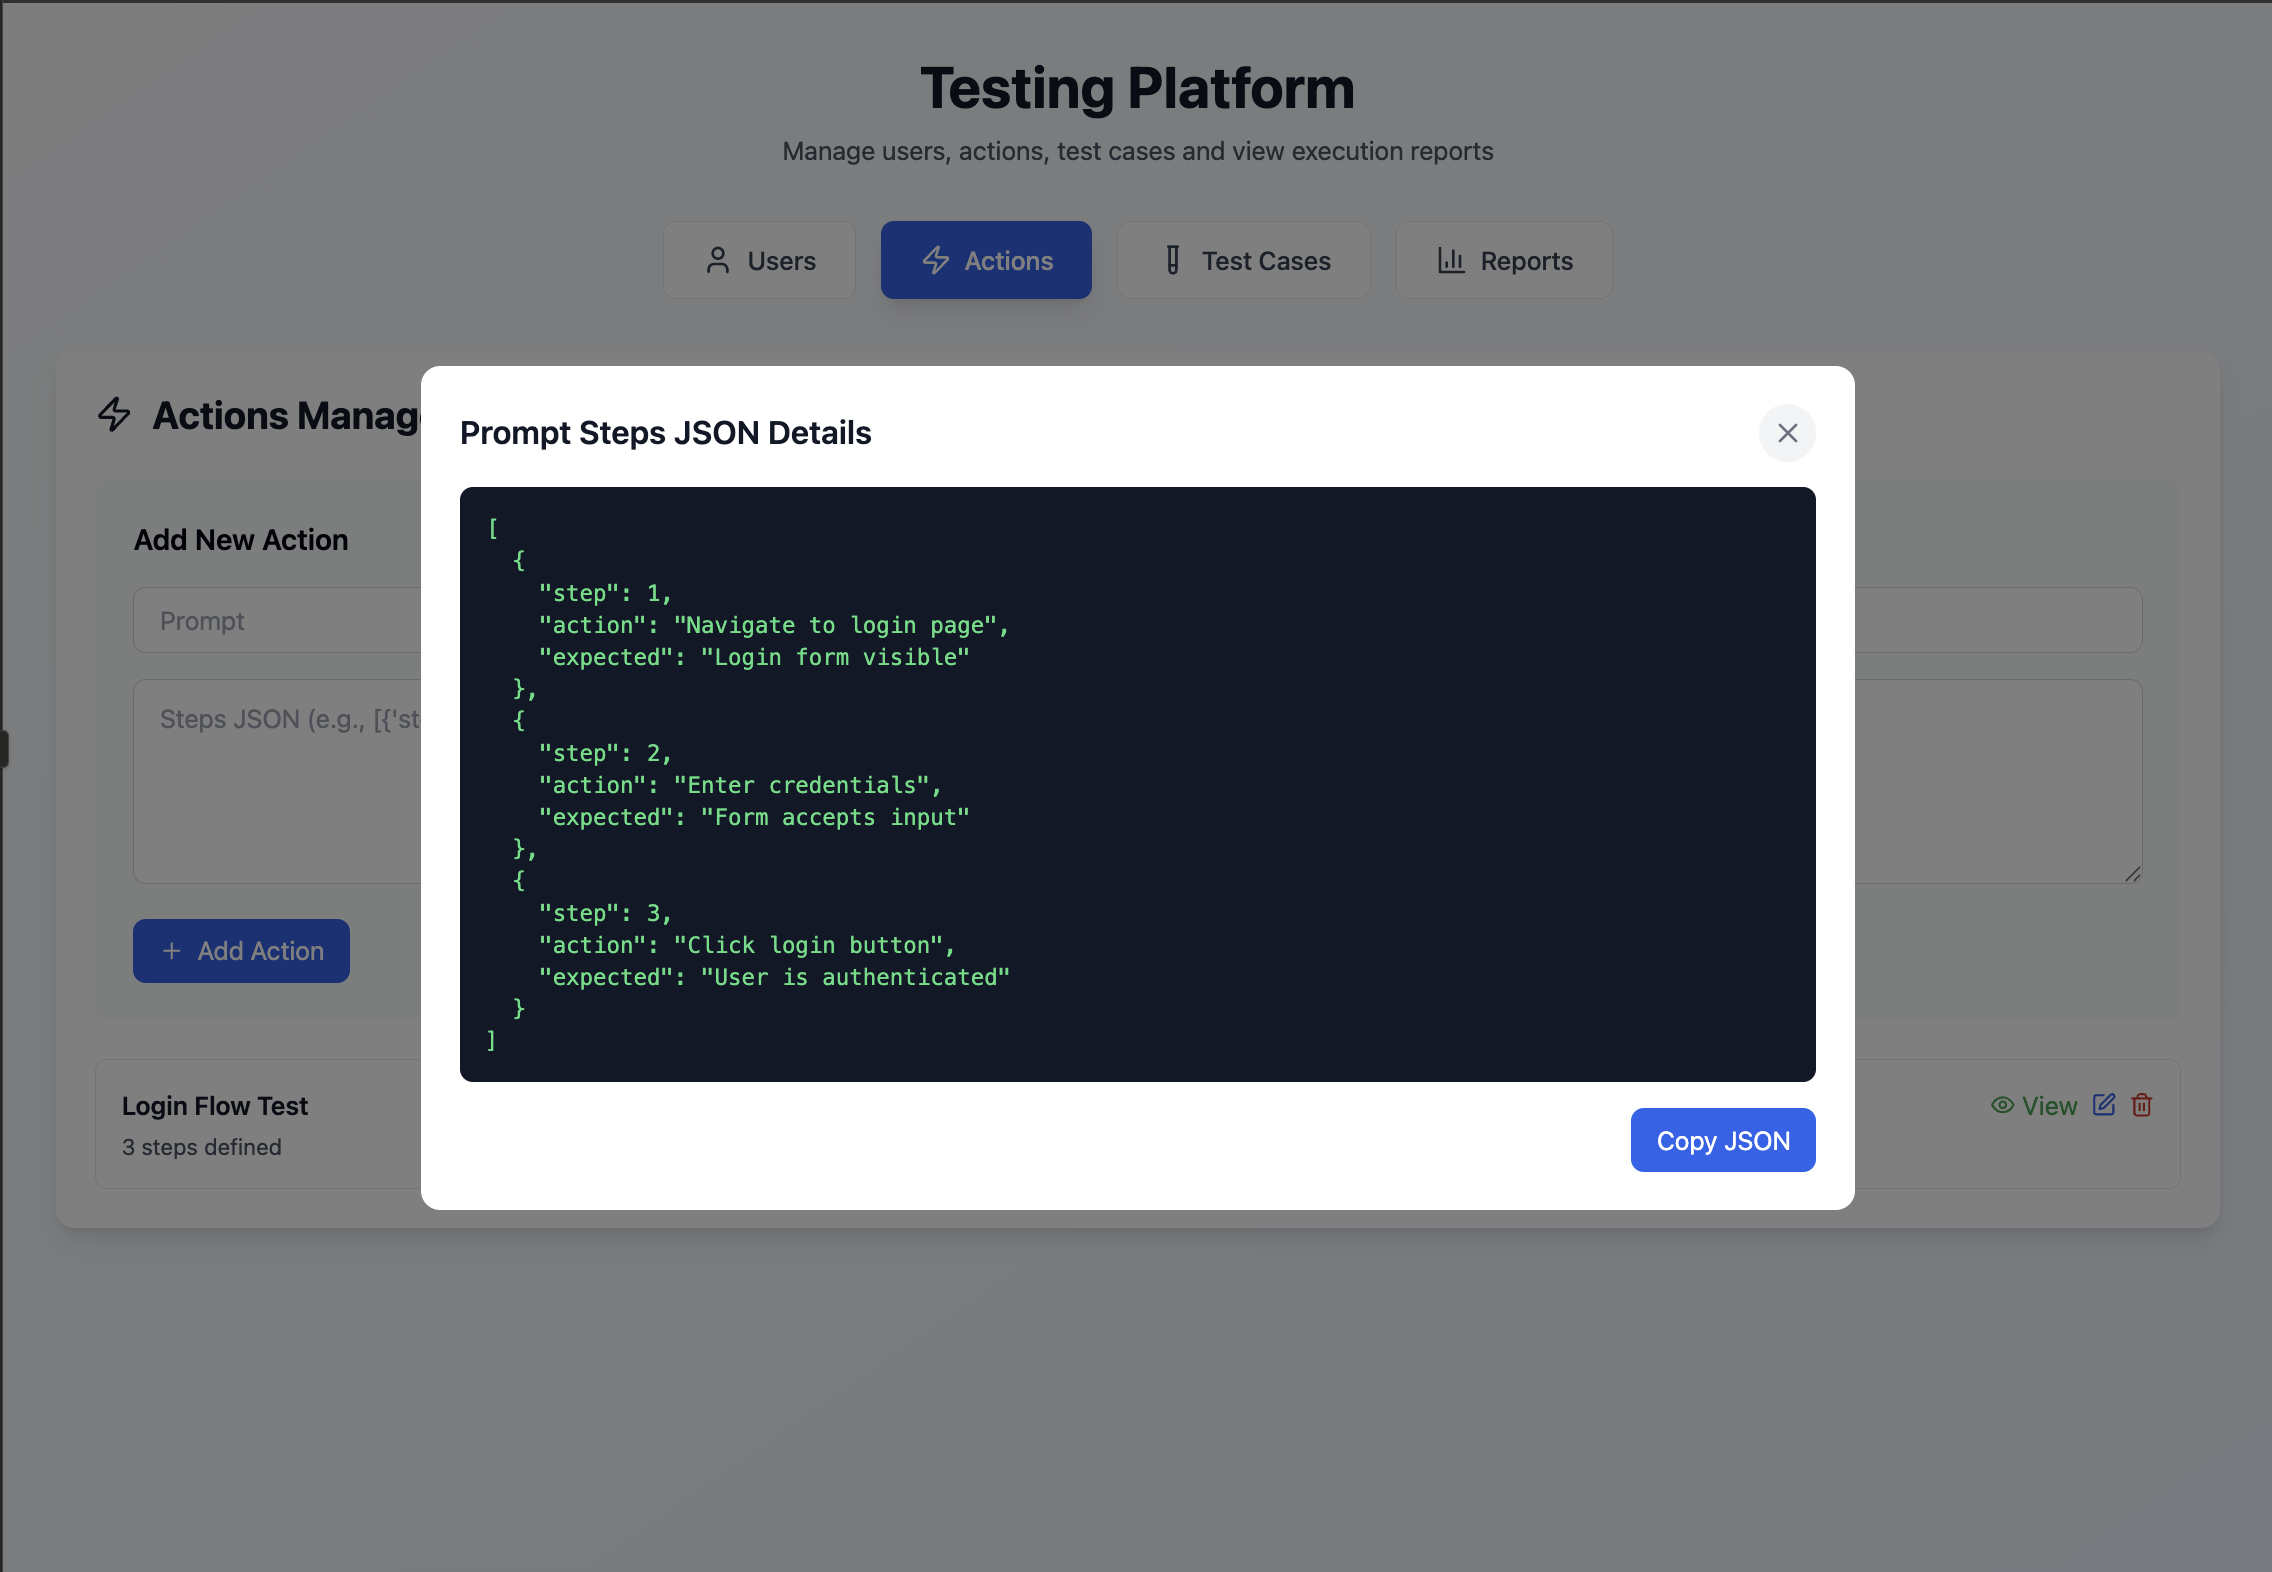 Testing Platform
Manage users, actions, test cases and view execution reports
Users
Actions
Test Cases
Reports
Actions Manag
Add New Action
Prompt
Steps JSON (e.g., [{'st
Add Action
Login Flow Test
3 steps defined
View
Prompt Steps JSON Details
[
  {
    "step": 1,
    "action": "Navigate to login page",
    "expected": "Login form visible"
  },
  {
    "step": 2,
    "action": "Enter credentials",
    "expected": "Form accepts input"
  },
  {
    "step": 3,
    "action": "Click login button",
    "expected": "User is authenticated"
  }
]
Copy JSON